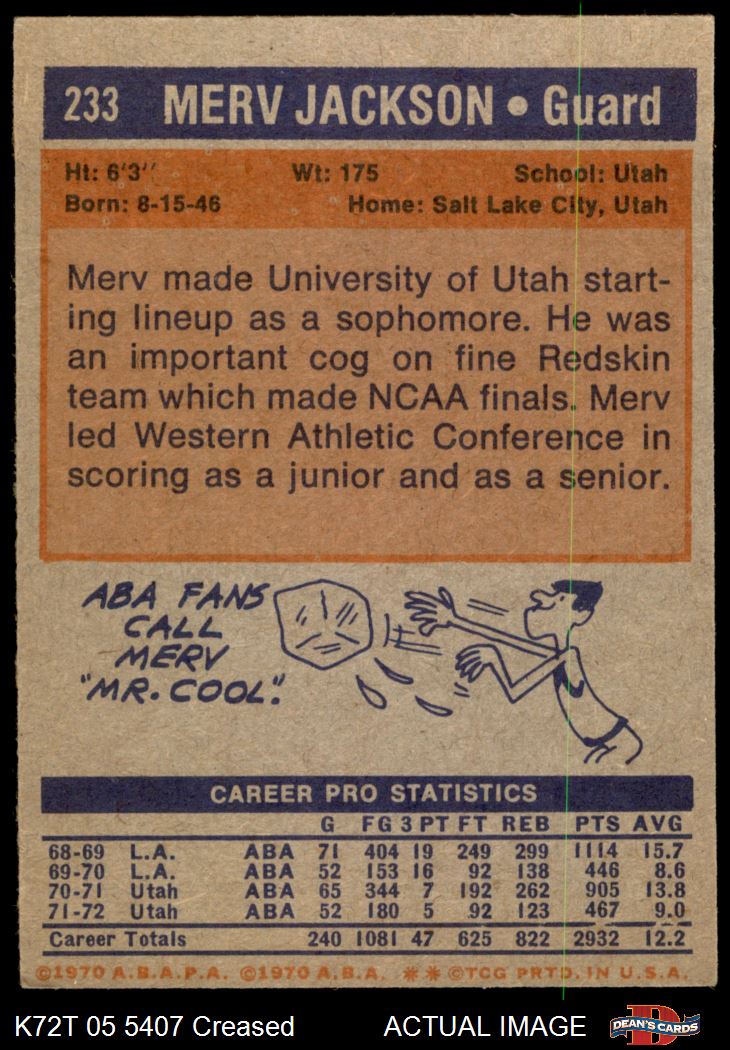 233 MERV JACKSON • Guard
Ht: 6'3'' Wt: 175 School: Utah
Born: 8-15-46 Home: Salt Lake City, Utah
Merv made University of Utah start-
ing lineup as a sophomore. He was
an important cog on fine Redskin
team which made NCAA finals. Merv
led Western Athletic Conference in
scoring as a junior and as a senior.
ABA FANS
CALL
MERV
"MR. COOL".
CAREER PRO STATISTICS
G FG 3 PT FT REB PTS AVG
68-69 L.A. ABA 71 404 19 249 299 1114 15.7
69-70 L.A. ABA 52 153 16 92 138 446 8.6
70-71 Utah ABA 65 344 7 192 262 905 13.8
71-72 Utah ABA 52 180 5 92 123 467 9.0
Career Totals 240 1081 47 625 822 2932 12.2
©1970 A.B.A.P.A. ©1970 A.B.A. ** ©TCG PRTD. IN U.S.A.
K72T 05 5407 Creased ACTUAL IMAGE D DEAN'S CARDS